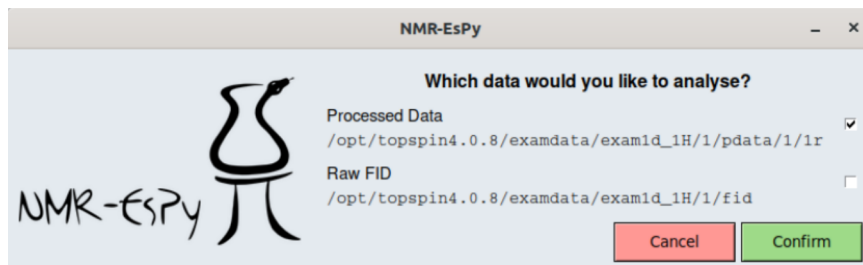 NMR-EsPy
Which data would you like to analyse?
Processed Data
/opt/topspin4.0.8/examdata/exam1d_1H/1/pdata/1/1r
Raw FID
/opt/topspin4.0.8/examdata/exam1d_1H/1/fid
NMR-EsPy
Cancel
Confirm